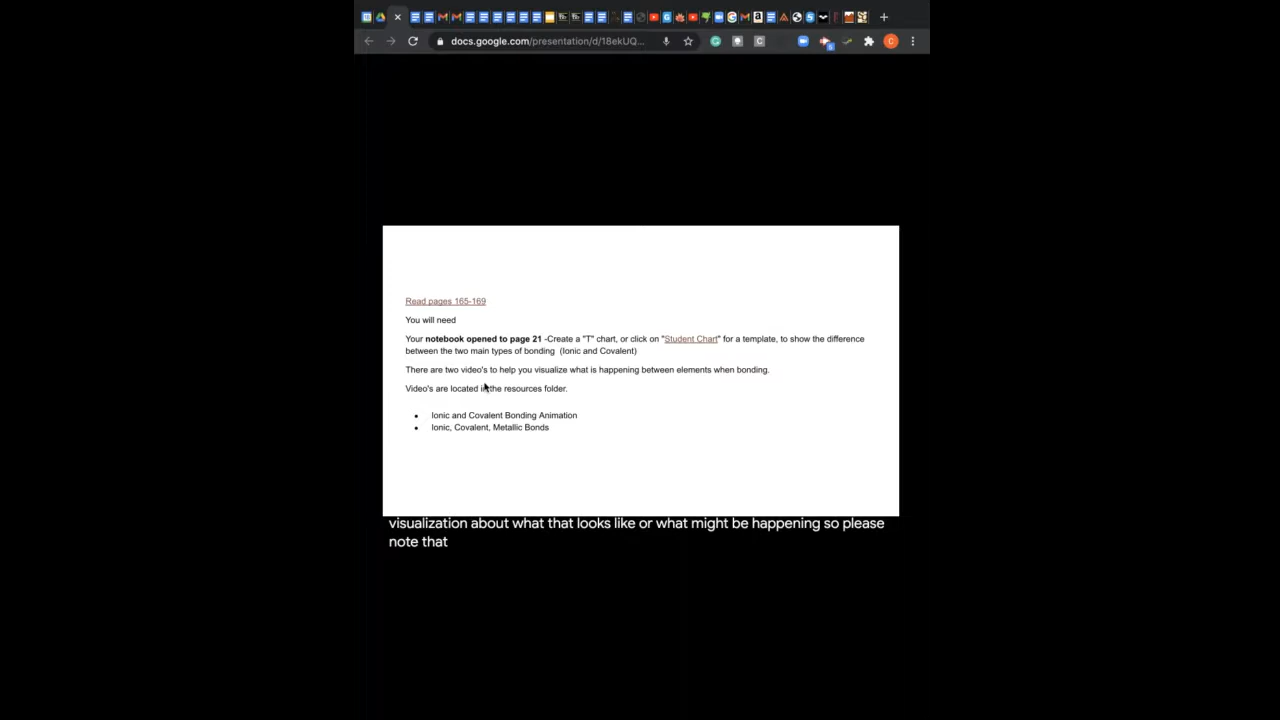 docs.google.com/presentation/d/18ekUQ...
Read pages 165-169
You will need
Your notebook opened to page 21 -Create a "T" chart, or click on "Student Chart" for a template, to show the difference
between the two main types of bonding (Ionic and Covalent)
There are two video's to help you visualize what is happening between elements when bonding.
Video's are located in the resources folder.
• Ionic and Covalent Bonding Animation
• Ionic, Covalent, Metallic Bonds
visualization about what that looks like or what might be happening so please
note that